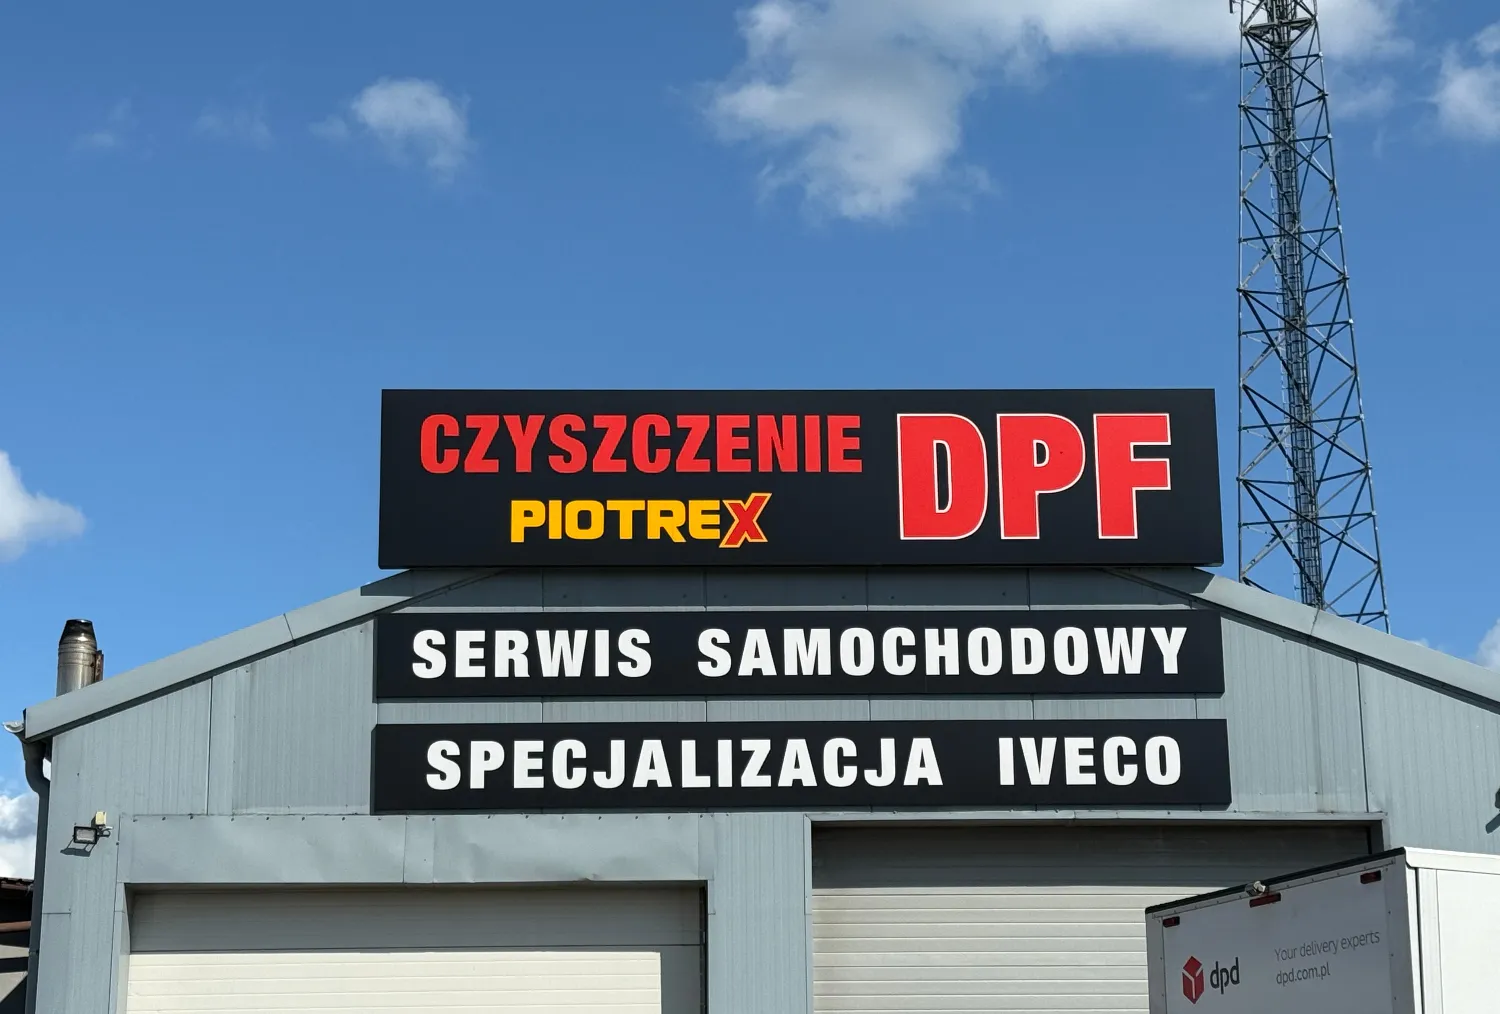 CZYSZCZENIE DPF
PIOTREX
SERWIS SAMOCHODOWY
SPECJALIZACJA IVECO
dpd
Your delivery experts
dpd.com.pl